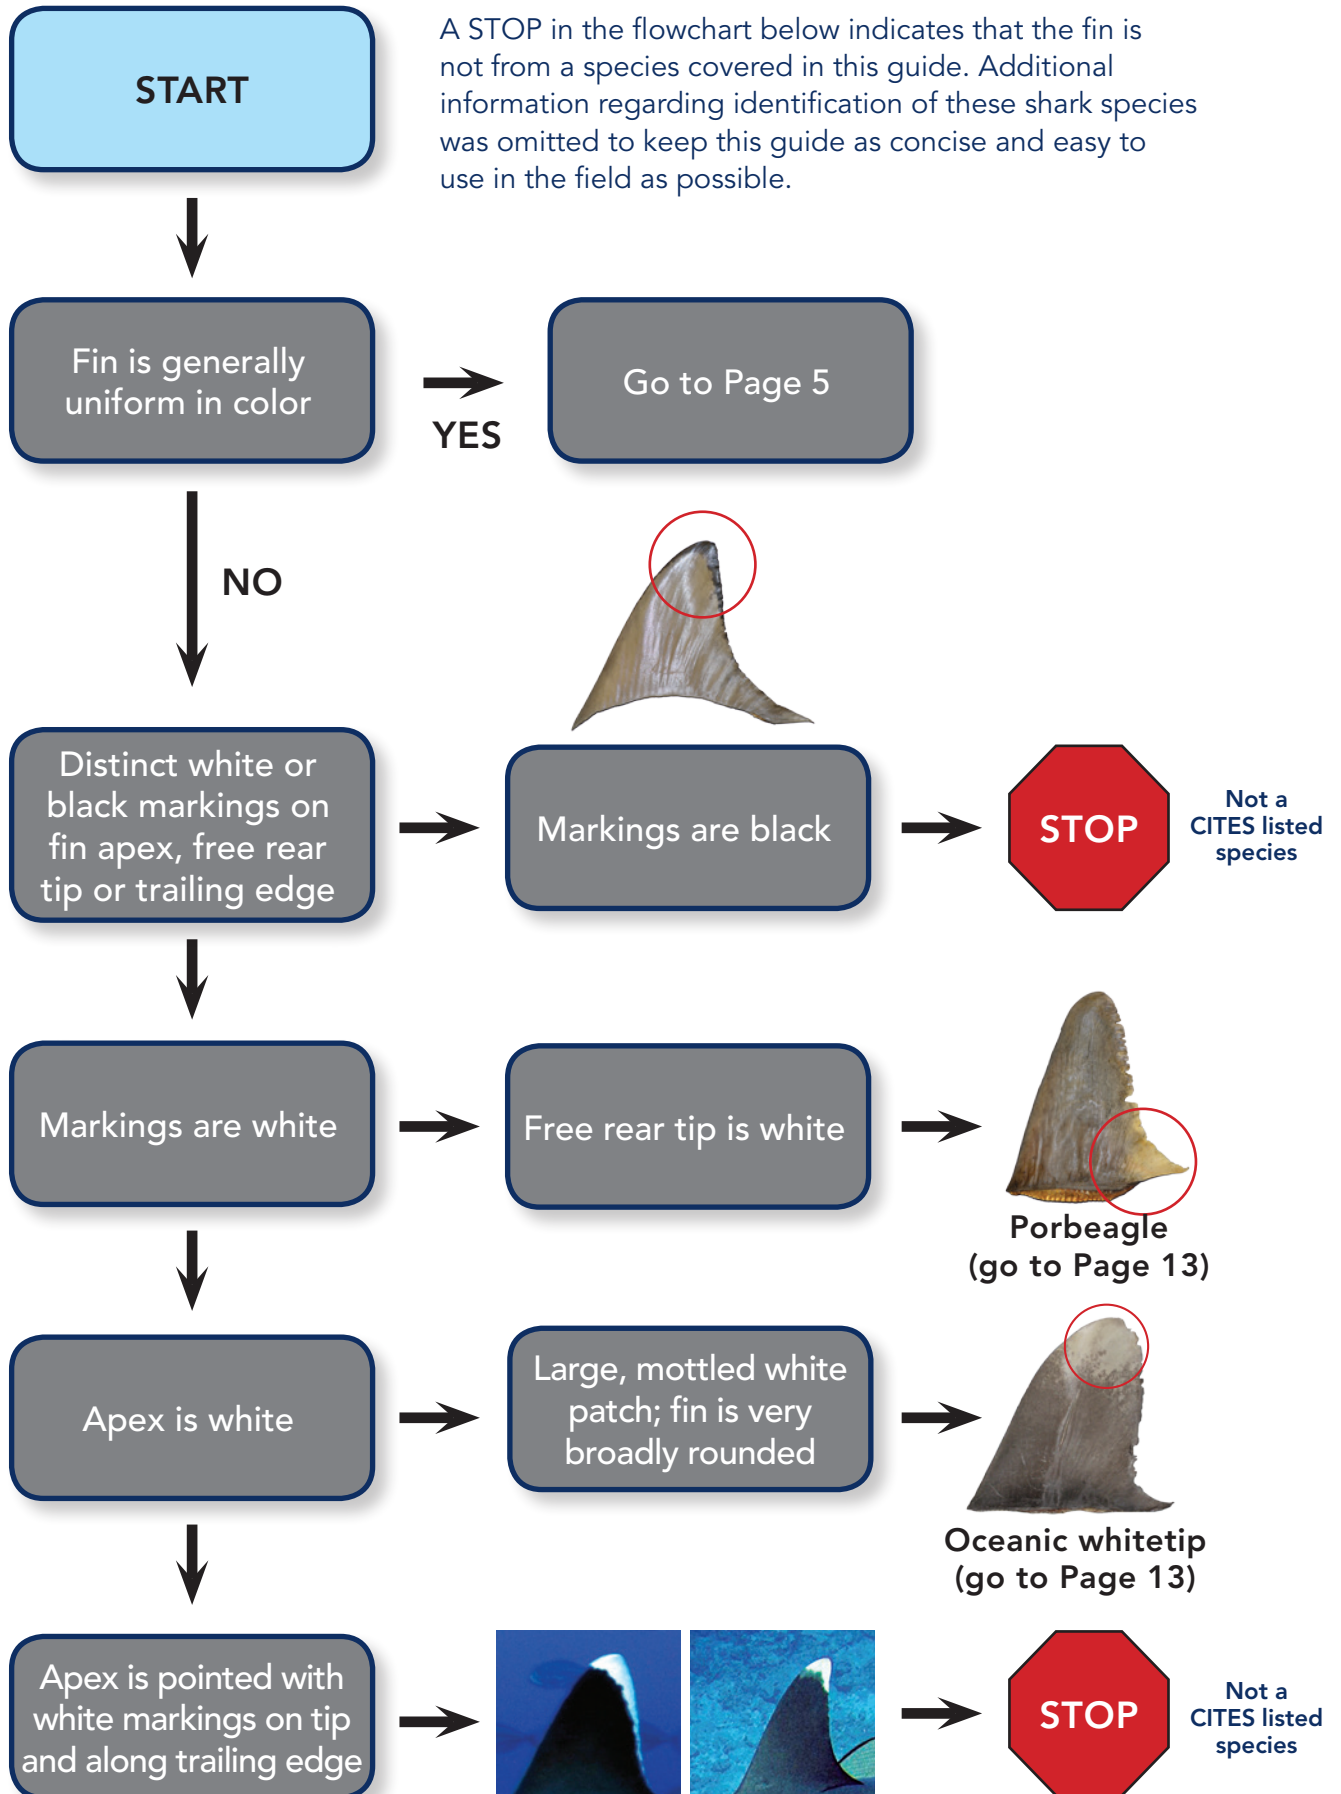 START
A STOP in the flowchart below indicates that the fin is
not from a species covered in this guide. Additional
information regarding identification of these shark species
was omitted to keep this guide as concise and easy to
use in the field as possible.
Fin is generally
uniform in color
YES
Go to Page 5
NO
Distinct white or
black markings on
fin apex, free rear
tip or trailing edge
Markings are black
STOP
Not a
CITES listed
species
Markings are white
Free rear tip is white
Porbeagle
(go to Page 13)
Apex is white
Large, mottled white
patch; fin is very
broadly rounded
Oceanic whitetip
(go to Page 13)
Apex is pointed with
white markings on tip
and along trailing edge
STOP
Not a
CITES listed
species